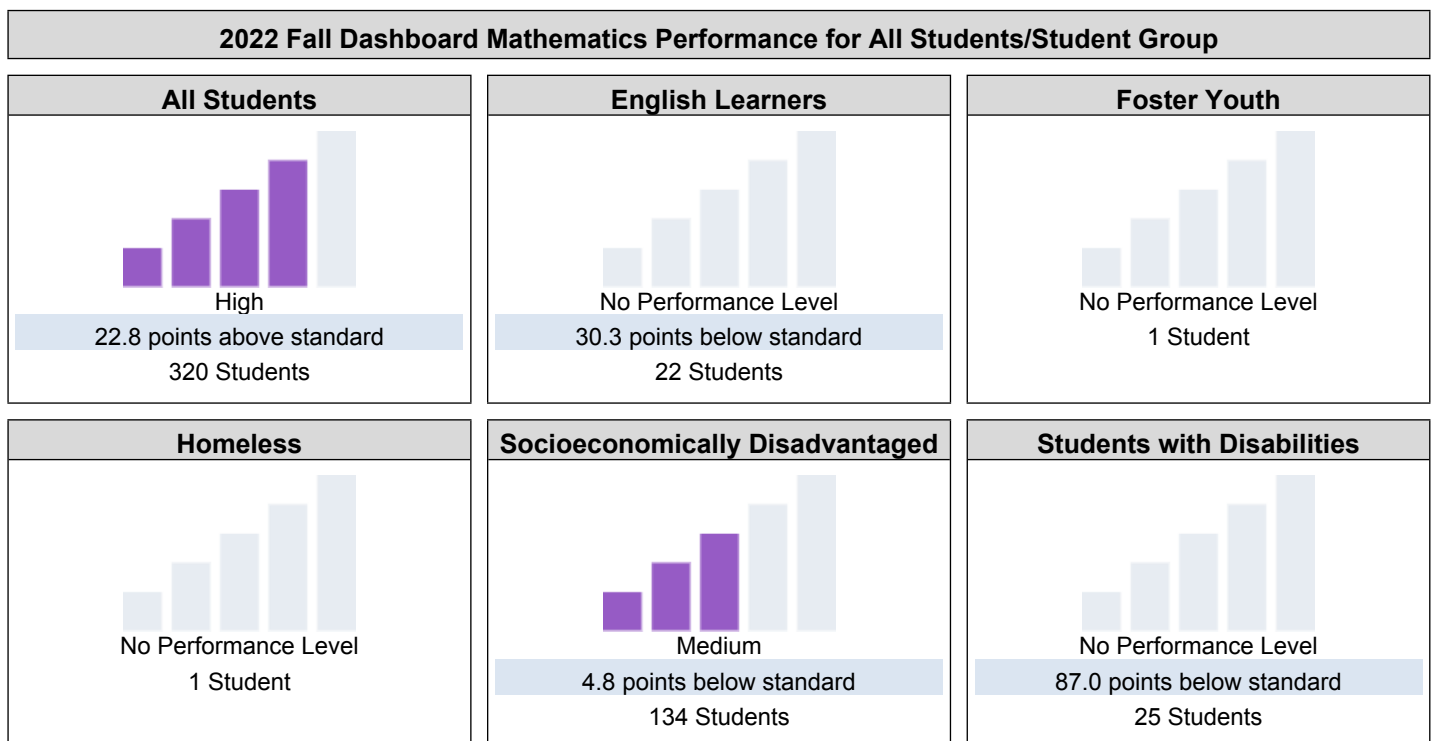 2022 Fall Dashboard Mathematics Performance for All Students/Student Group
All Students
High
22.8 points above standard
320 Students
English Learners
No Performance Level
30.3 points below standard
22 Students
Foster Youth
No Performance Level
1 Student
Homeless
No Performance Level
1 Student
Socioeconomically Disadvantaged
Medium
4.8 points below standard
134 Students
Students with Disabilities
No Performance Level
87.0 points below standard
25 Students